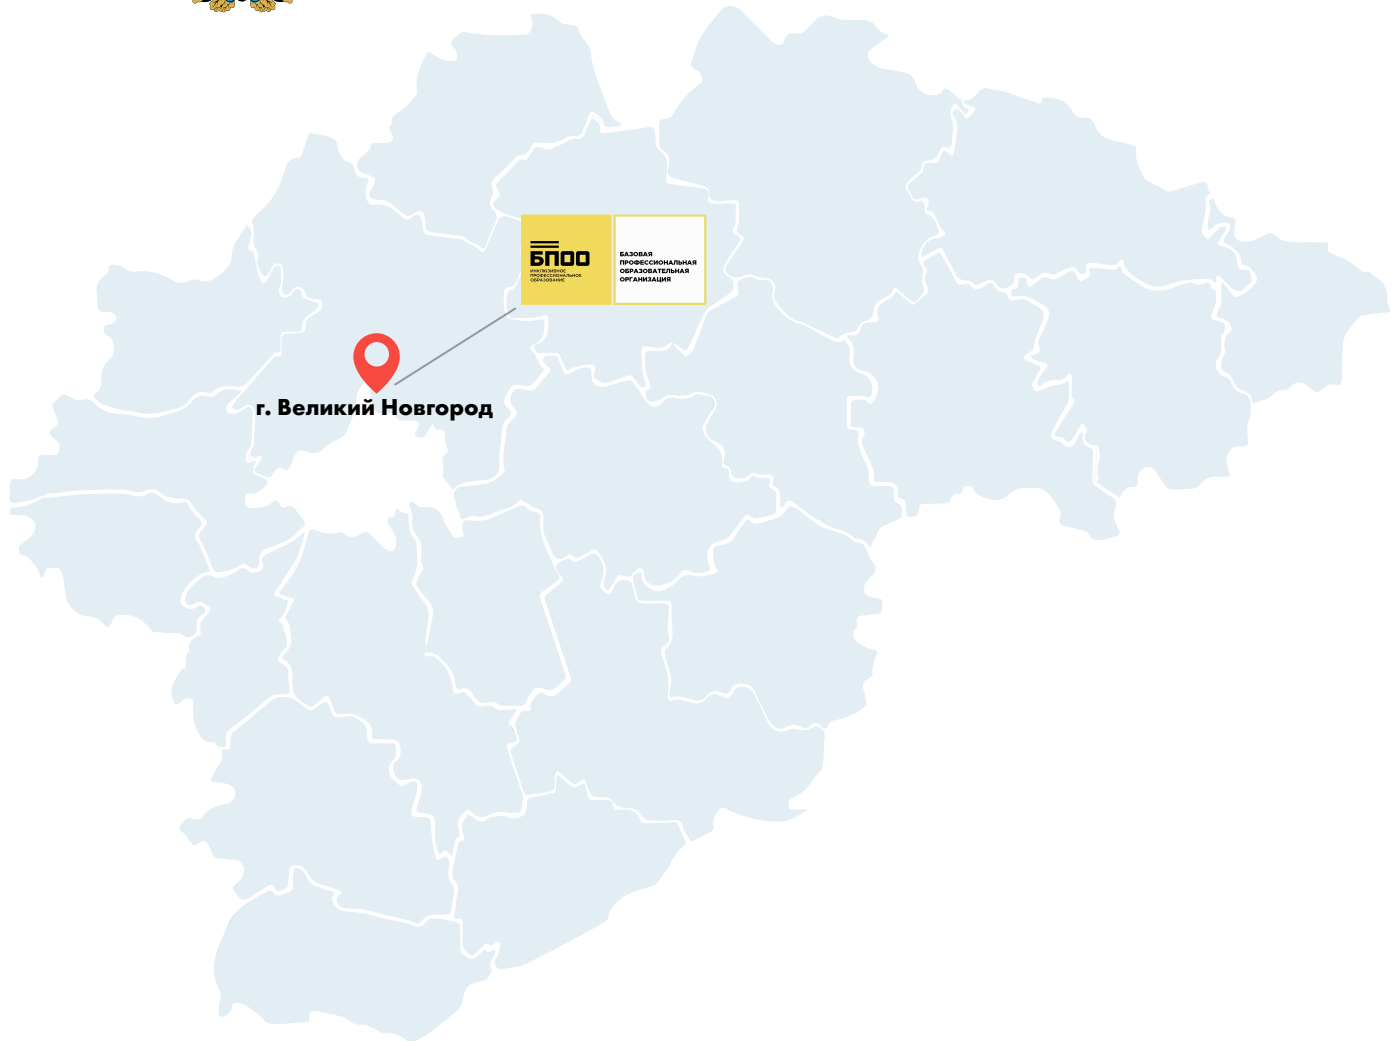 БПОО
ИНКЛЮЗИВНОЕ
ПРОФЕССИОНАЛЬНОЕ
ОБРАЗОВАНИЕ
БАЗОВАЯ
ПРОФЕССИОНАЛЬНАЯ
ОБРАЗОВАТЕЛЬНАЯ
ОРГАНИЗАЦИЯ
г. Великий Новгород